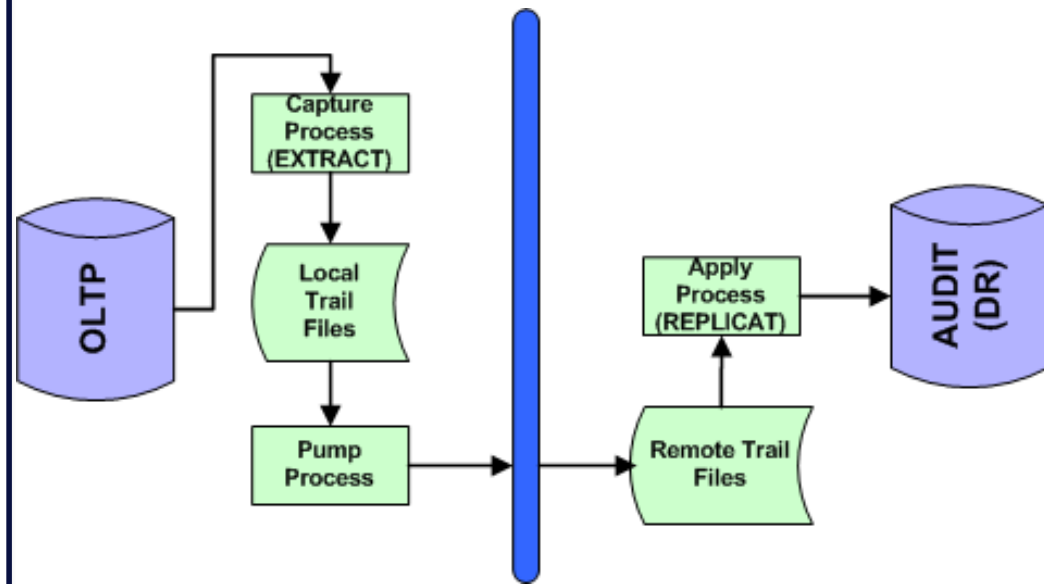 Capture
Process
(EXTRACT)
OLTP
Local
Trail
Files
Pump
Process
Apply
Process
(REPLICAT)
Remote Trail
Files
AUDIT
(DR)